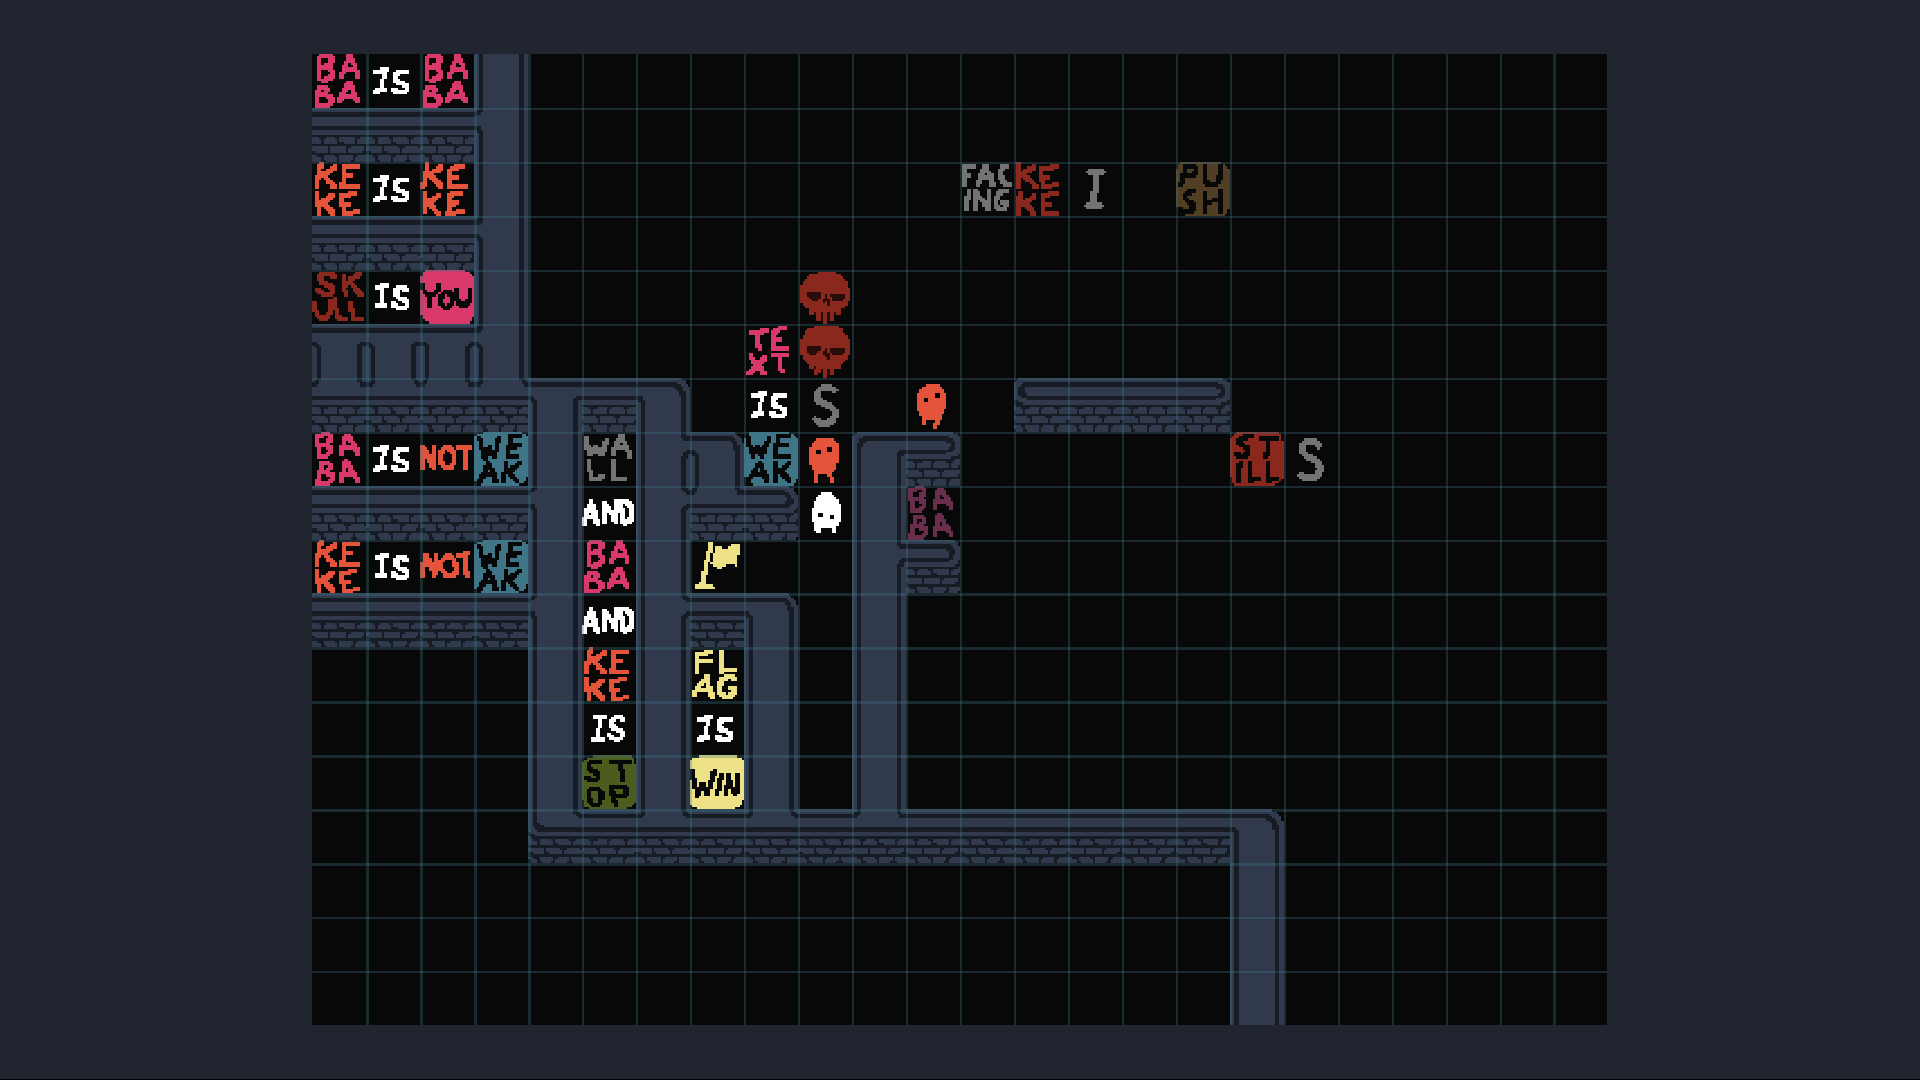 BABA IS BABA
KEKE IS KEKE
FACING KEKE I PUSH
SKULL IS YOU
TEXT
IS S
BABA IS NOT WEAK
WALL
WEAK
STILL S
AND
BABA
KEKE IS NOT WEAK
BABA
AND
KEKE
FLAG
IS
IS
STOP
WIN